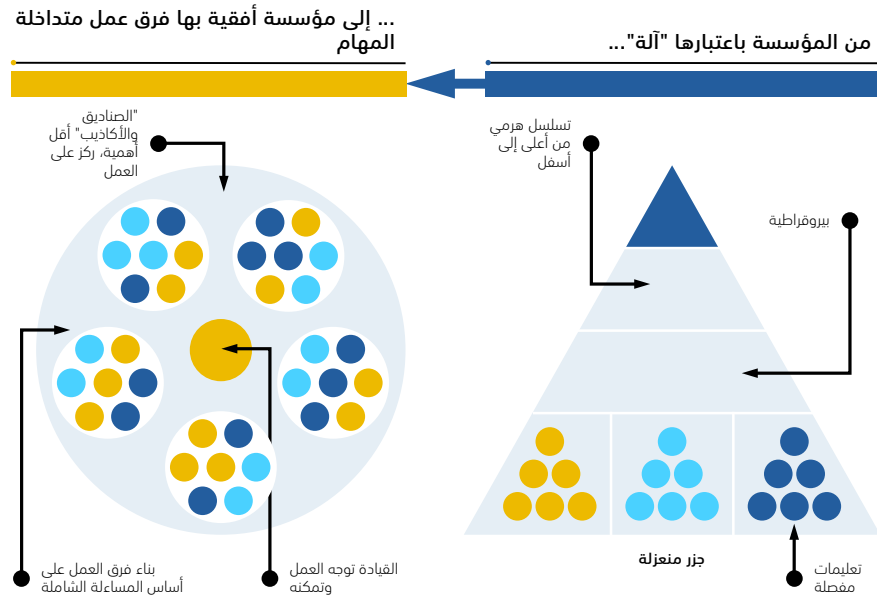 من المؤسسة باعتبارها "آلة"...
... إلى مؤسسة أفقية بها فرق عمل متداخلة
المهام
تسلسل هرمي
من أعلى إلى
أسفل
بيروقراطية
جزر منعزلة
تعليمات
مفصلة
"الصناديق
والأكاذيب" أقل
أهمية، ركز على
العمل
القيادة توجه العمل
وتمكنه
بناء فرق العمل على
أساس المساءلة الشاملة